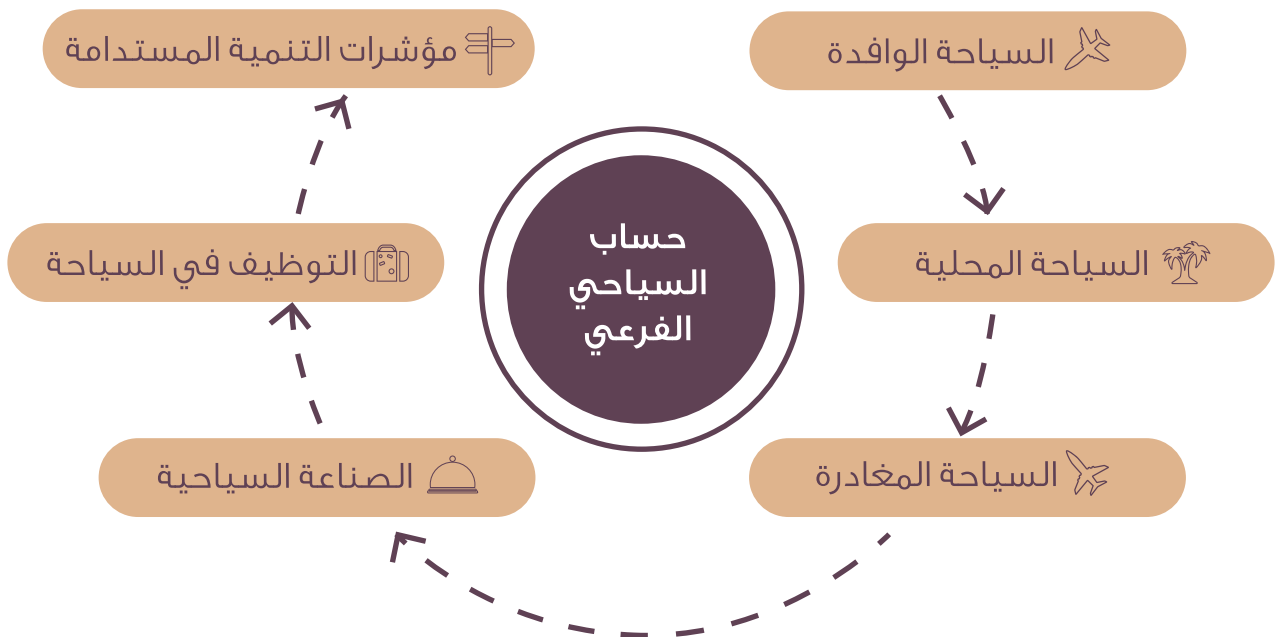 حساب
السياحي
الفرعي
السياحة الوافدة
السياحة المحلية
السياحة المغادرة
الصناعة السياحية
التوظيف في السياحة
مؤشرات التنمية المستدامة